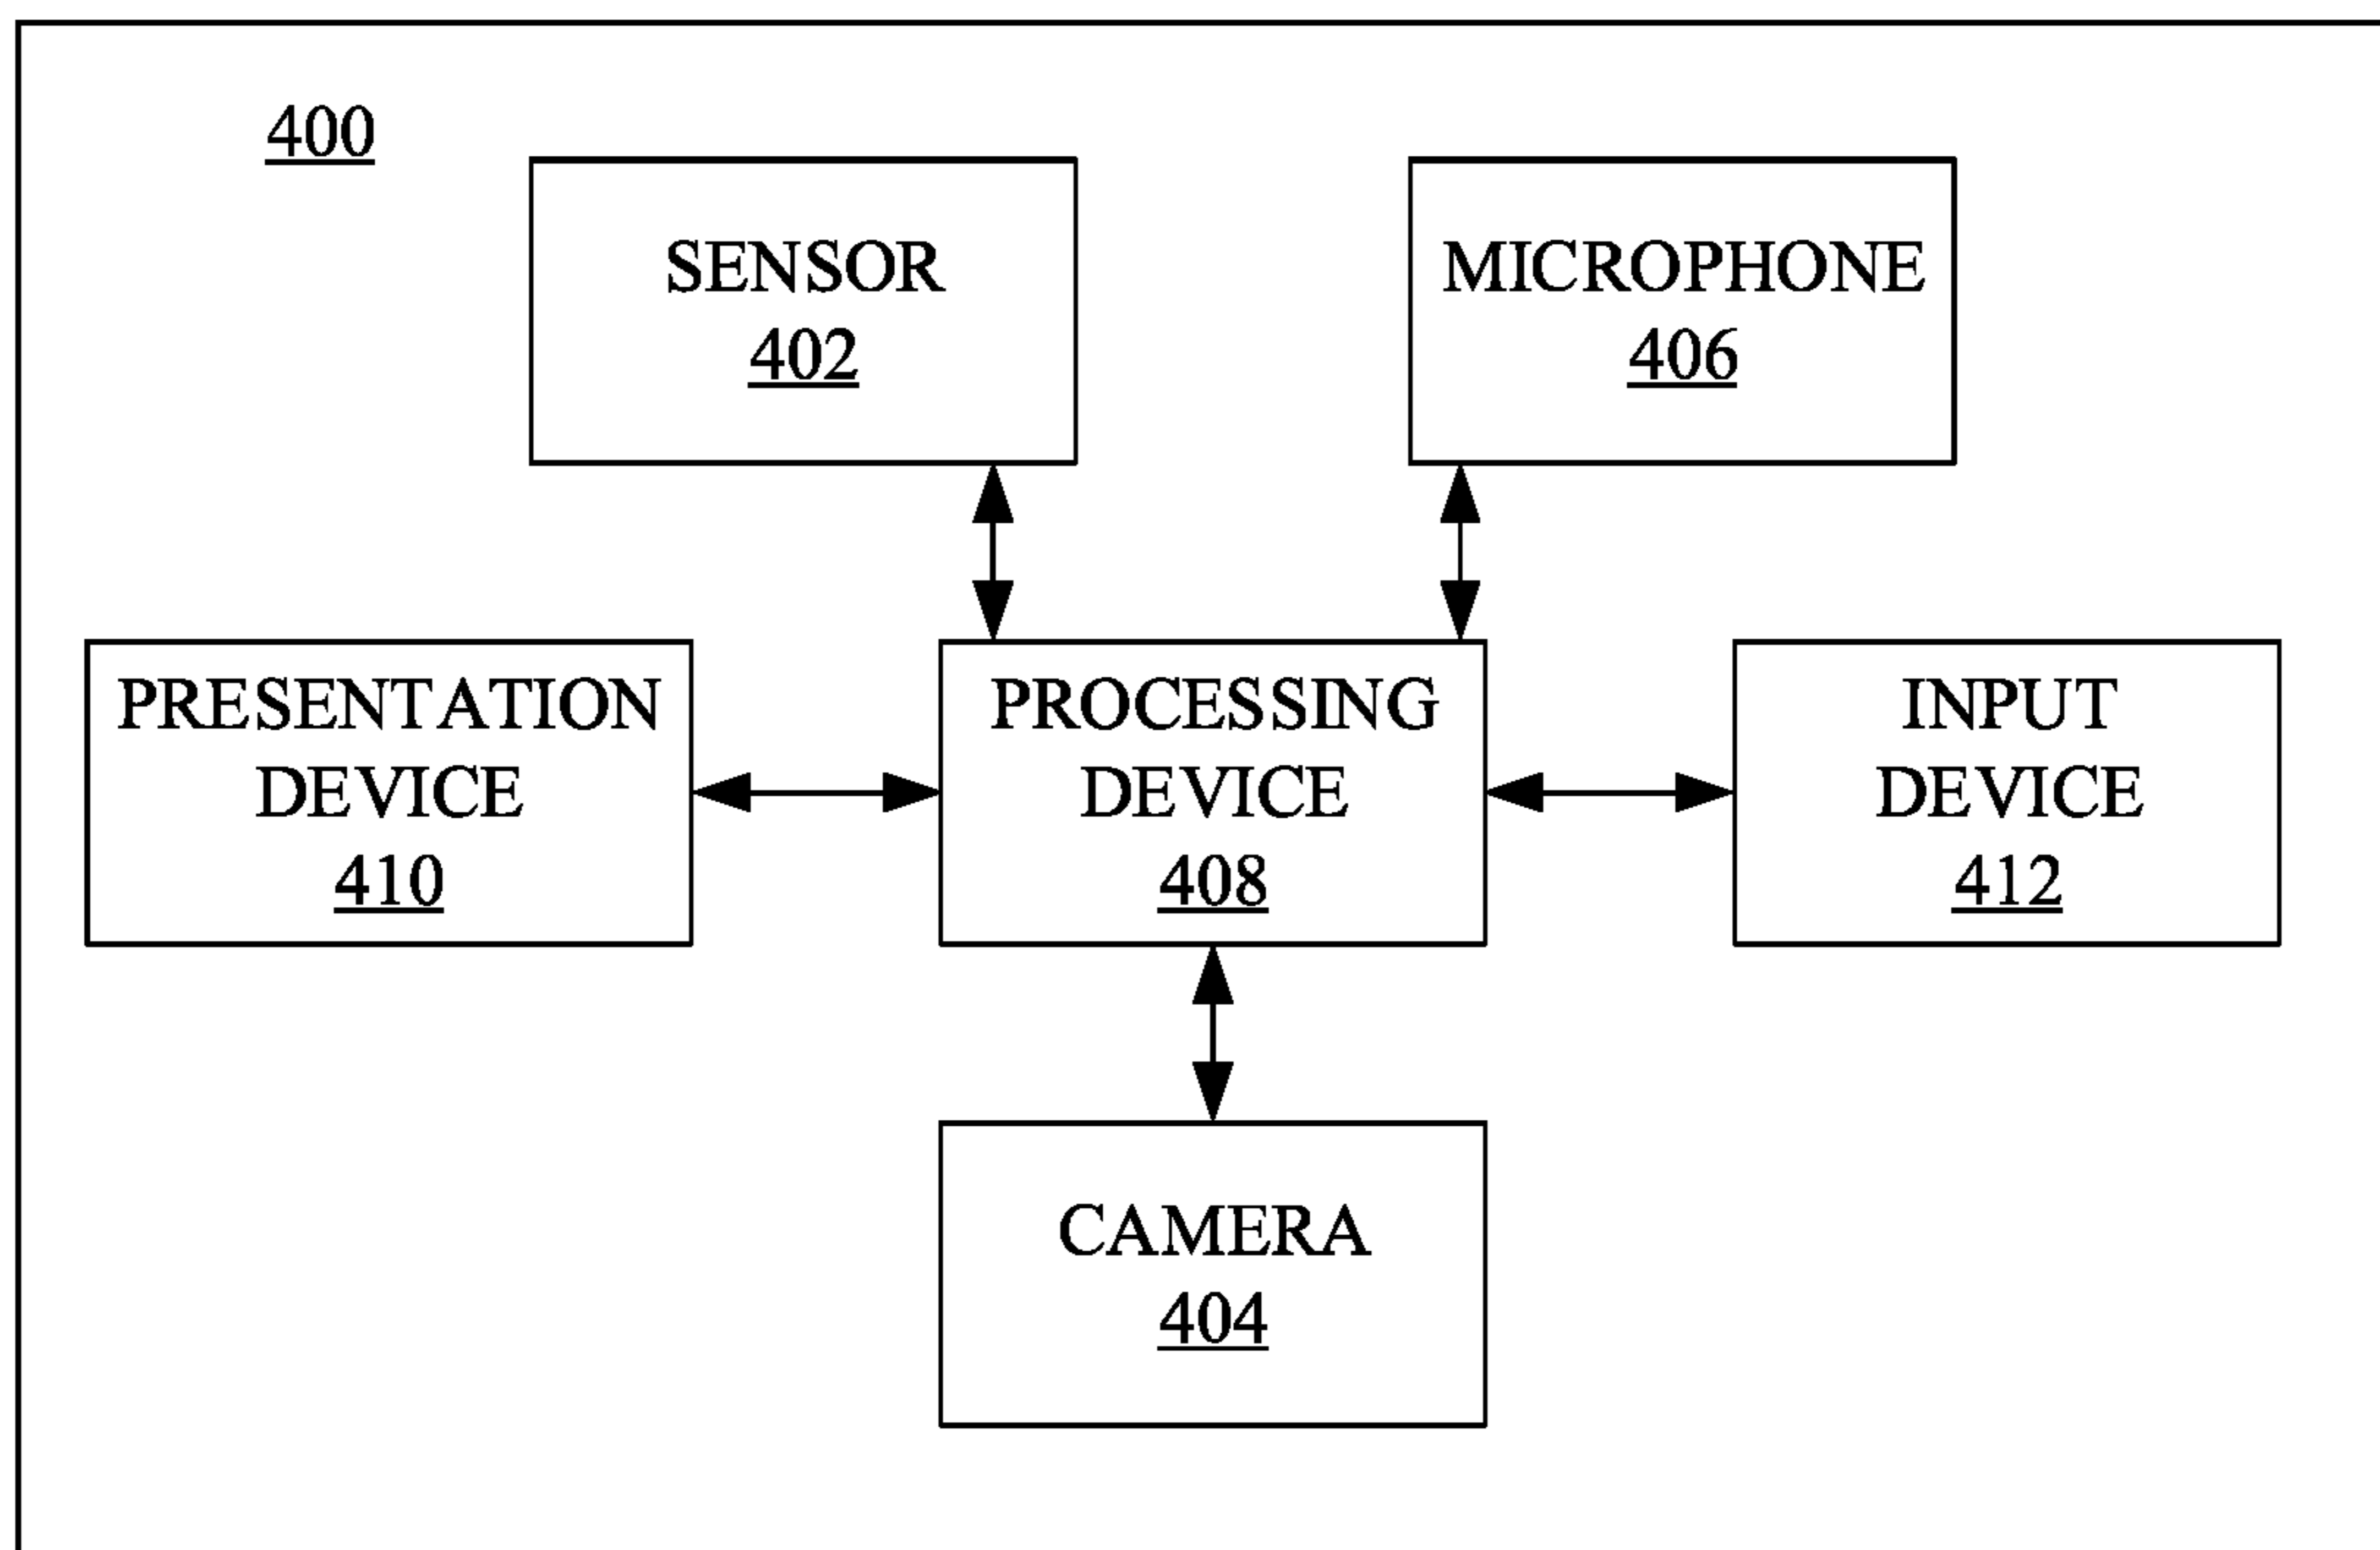 400
SENSOR
402
MICROPHONE
406
PRESENTATION
DEVICE
410
PROCESSING
DEVICE
408
INPUT
DEVICE
412
CAMERA
404